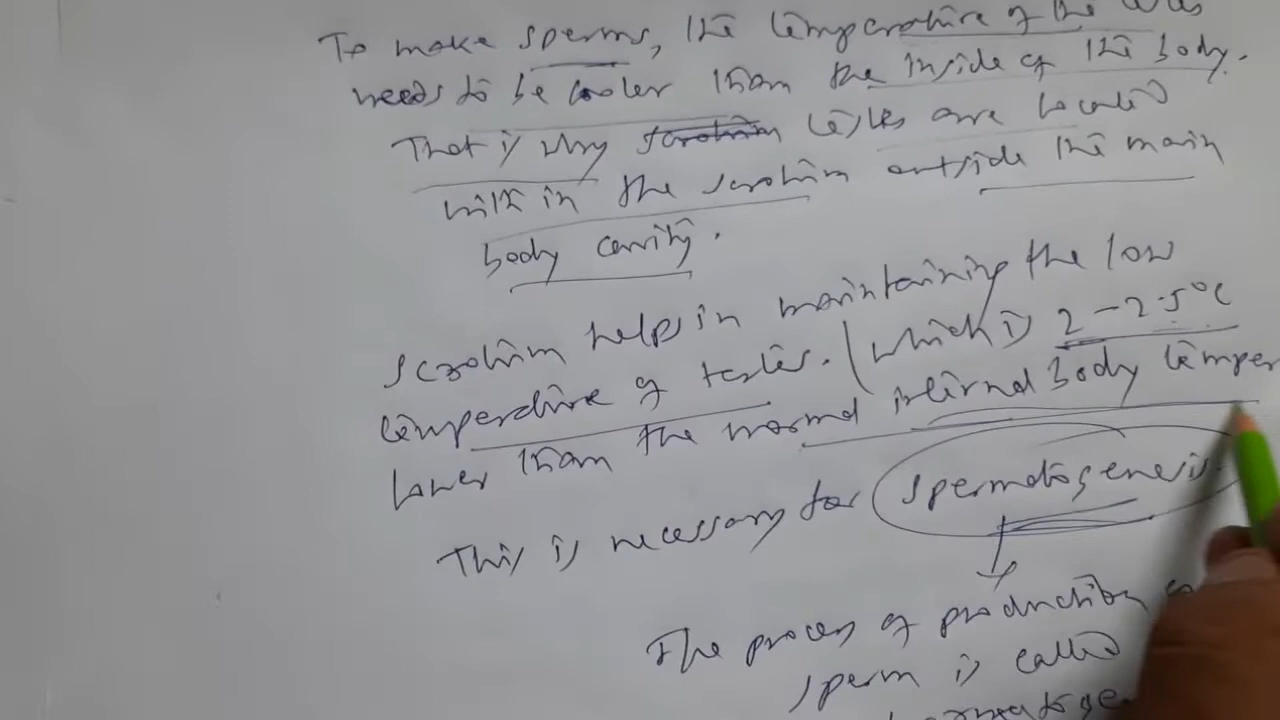 To make sperms, the temperature of the testes
needs to be cooler than the inside of the body.
That is why scrotum testes are located
within the scrotum outside the main
body cavity.
Scrotum helps in maintaining the low
temperature of testes. (which is 2-2.5°C
lower than the normal internal body temper
This is necessary for spermatogenesis.
The process of production
sperm is called